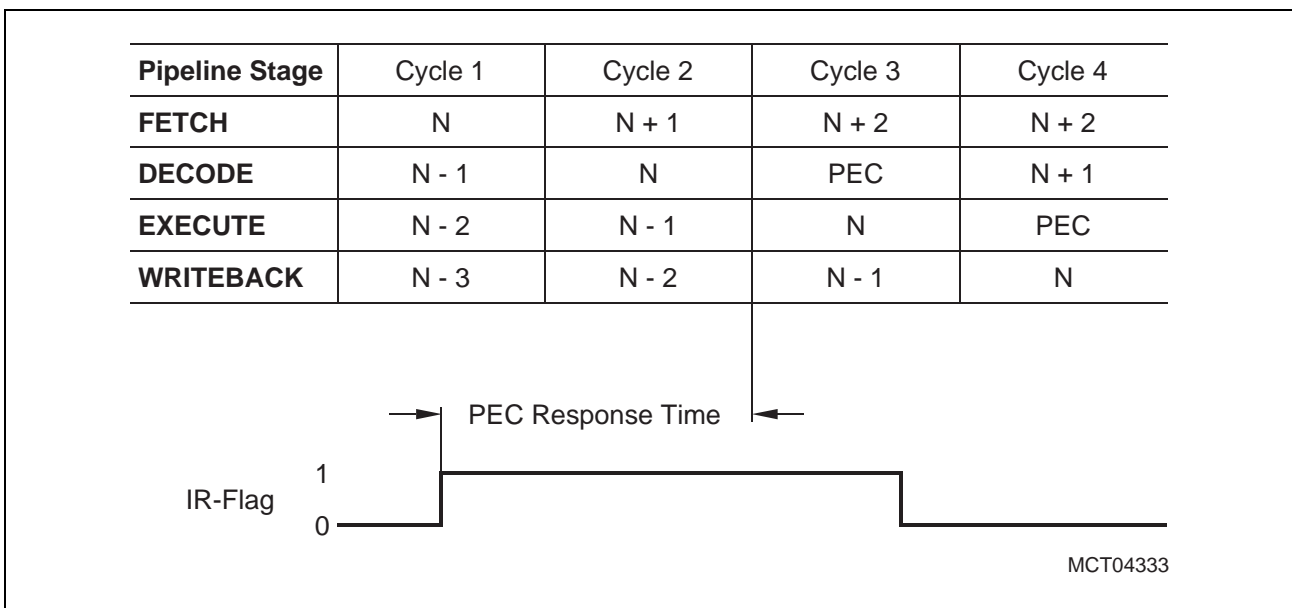 Pipeline Stage Cycle 1 Cycle 2 Cycle 3 Cycle 4
FETCH N N + 1 N + 2 N + 2
DECODE N - 1 N PEC N + 1
EXECUTE N - 2 N - 1 N PEC
WRITEBACK N - 3 N - 2 N - 1 N
PEC Response Time
1
IR-Flag
0
MCT04333